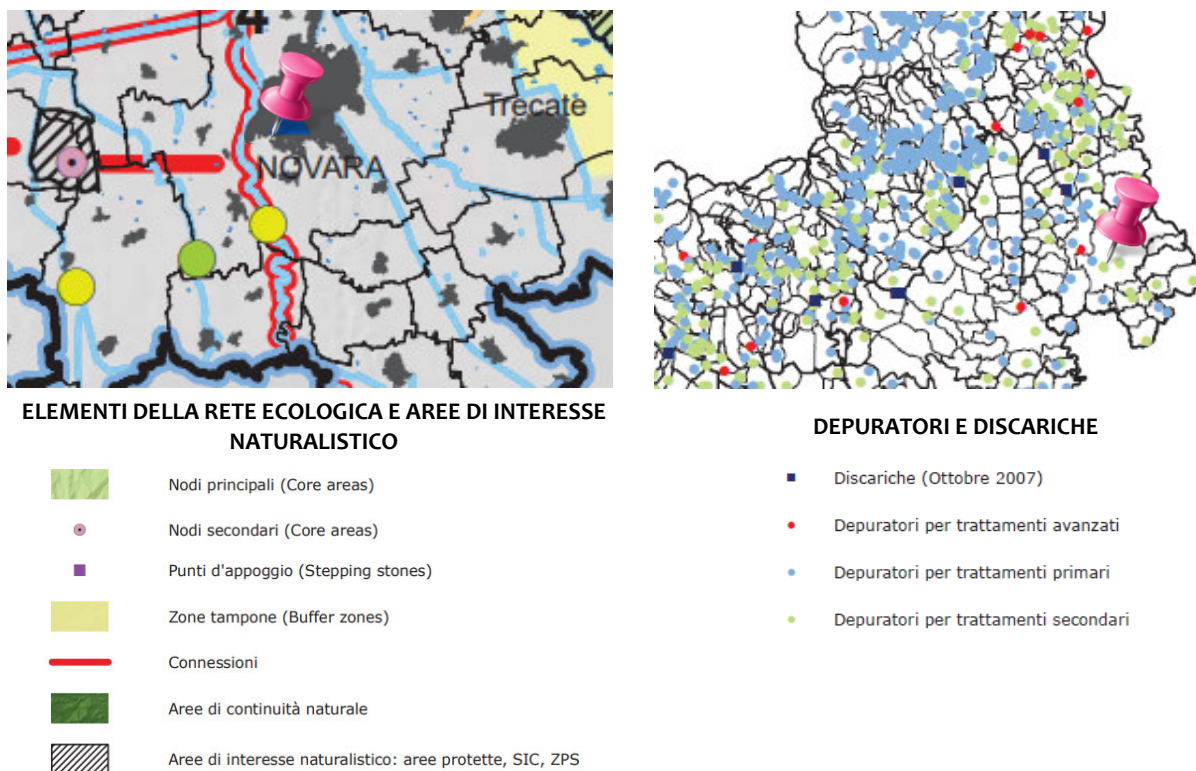 4
Trecate
NOVARA
ELEMENTI DELLA RETE ECOLOGICA E AREE DI INTERESSE
NATURALISTICO
Nodi principali (Core areas)
Nodi secondari (Core areas)
Punti d'appoggio (Stepping stones)
Zone tampone (Buffer zones)
Connessioni
Aree di continuità naturale
Aree di interesse naturalistico: aree protette, SIC, ZPS
DEPURATORI E DISCARICHE
Discariche (Ottobre 2007)
Depuratori per trattamenti avanzati
Depuratori per trattamenti primari
Depuratori per trattamenti secondari